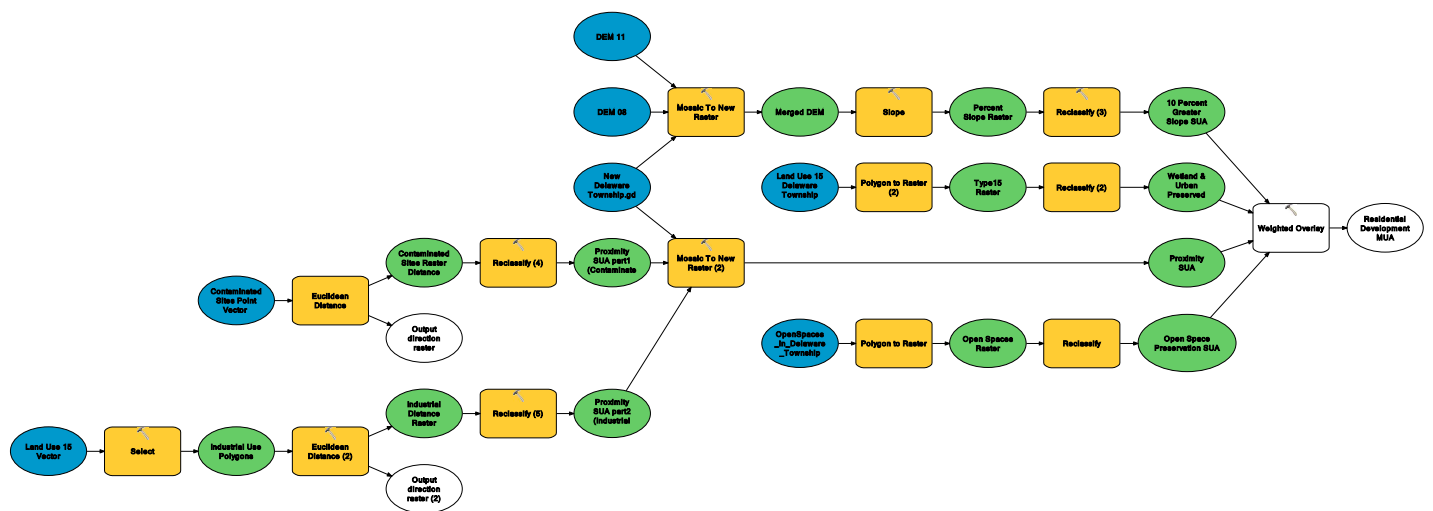 DEM 11
DEM 08
Mosaic To New
Raster
Merged DEM
Slope
Percent
Slope Raster
Reclassify (3)
10 Percent
Greater
Slope SUA
New
Delaware
Township.gd
Land Use 15
Delaware
Township
Polygon to Raster
(2)
Type15
Raster
Reclassify (2)
Wetland &
Urban
Preserved
Weighted Overlay
Residential
Development
MUA
Contaminated
Sites Raster
Distance
Reclassify (4)
Proximity
SUA part1
(Contaminate
Mosaic To New
Raster (2)
Proximity
SUA
Contaminated
Sites Point
Vector
Euclidean
Distance
Output
direction
raster
OpenSpaces
_in_Delaware
_Township
Polygon to Raster
Open Spaces
Raster
Reclassify
Open Space
Preservation SUA
Industrial
Distance
Raster
Reclassify (5)
Proximity
SUA part2
(Industrial
Land Use 15
Vector
Select
Industrial Use
Polygons
Euclidean
Distance (2)
Output
direction
raster (2)